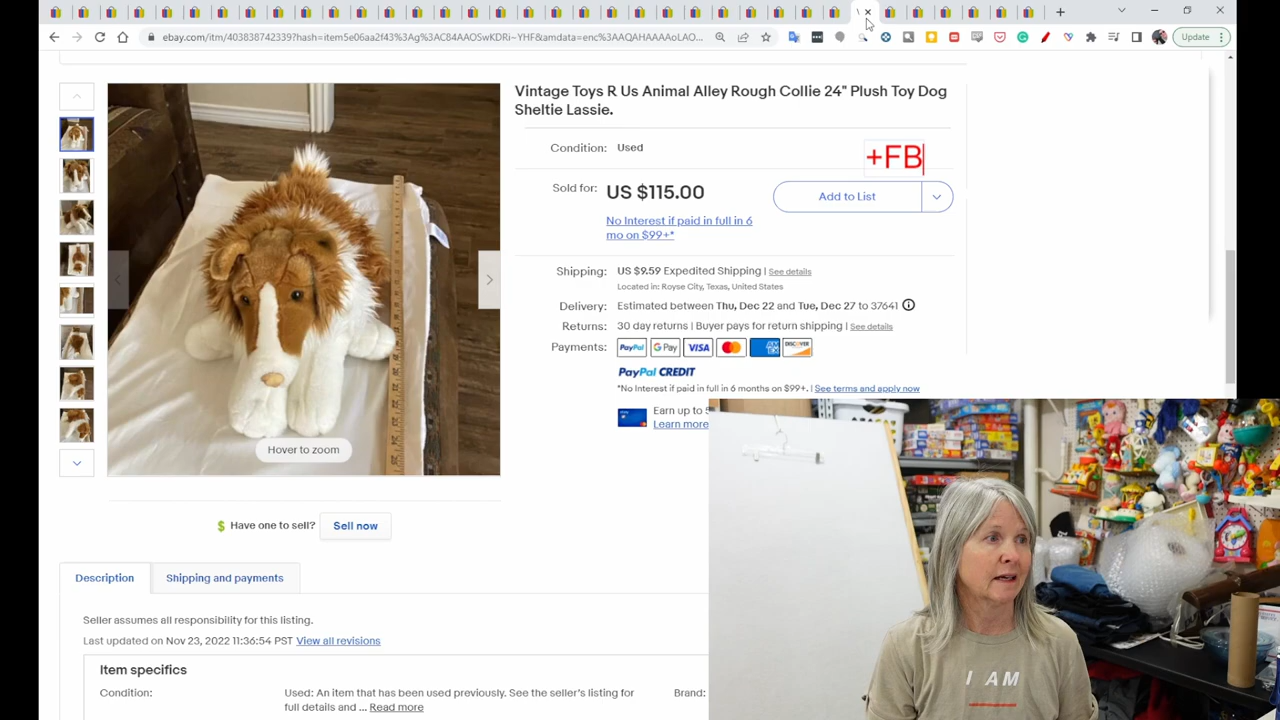 Update
ebay.com/itm/403838742339?hash=item5e06aa2f43%3Ag%3AC84AAOSwKDRi~YHF&amdata=enc%3AAQAHAAAAoLAO...
Vintage Toys R Us Animal Alley Rough Collie 24" Plush Toy Dog
Sheltie Lassie.
Condition: Used
+FB
Sold for: US $115.00
Add to List
No Interest if paid in full in 6
mo on $99+*
Shipping: US $9.59 Expedited Shipping | See details
Located in: Royse City, Texas, United States
Delivery: Estimated between Thu, Dec 22 and Tue, Dec 27 to 37641
Returns: 30 day returns | Buyer pays for return shipping | See details
Payments: PayPal G Pay VISA DISCOVER
PayPal CREDIT
*No Interest if paid in full in 6 months on $99+. | See terms and apply now
Earn up to 5
Learn more
Hover to zoom
$ Have one to sell? Sell now
Description
Shipping and payments
Seller assumes all responsibility for this listing.
Last updated on Nov 23, 2022 11:36:54 PST View all revisions
Item specifics
Condition: Used: An item that has been used previously. See the seller's listing for
full details and ... Read more
Brand:
I AM